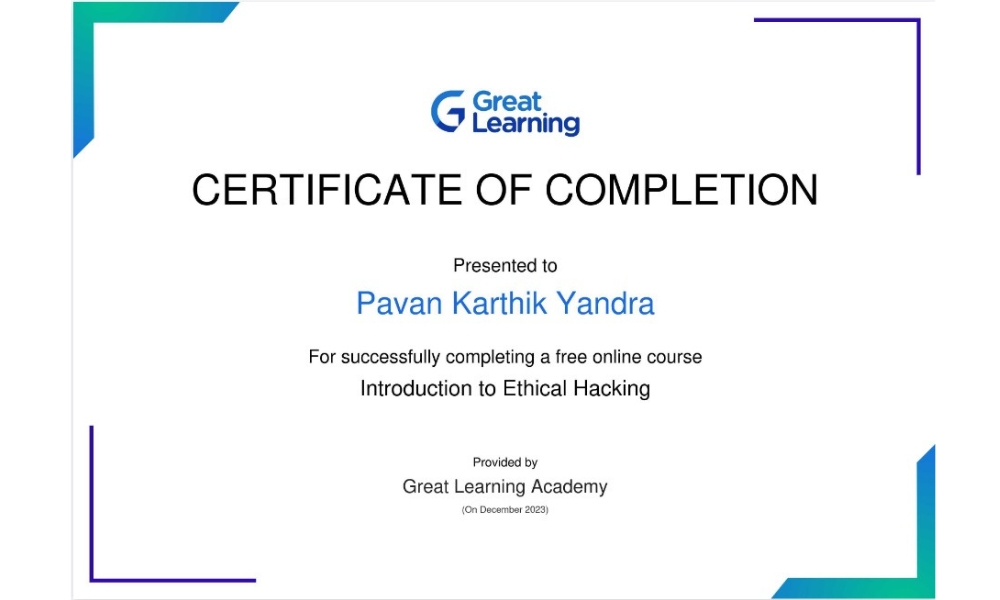 Great
Learning
CERTIFICATE OF COMPLETION
Presented to
Pavan Karthik Yandra
For successfully completing a free online course
Introduction to Ethical Hacking
Provided by
Great Learning Academy
(On December 2023)